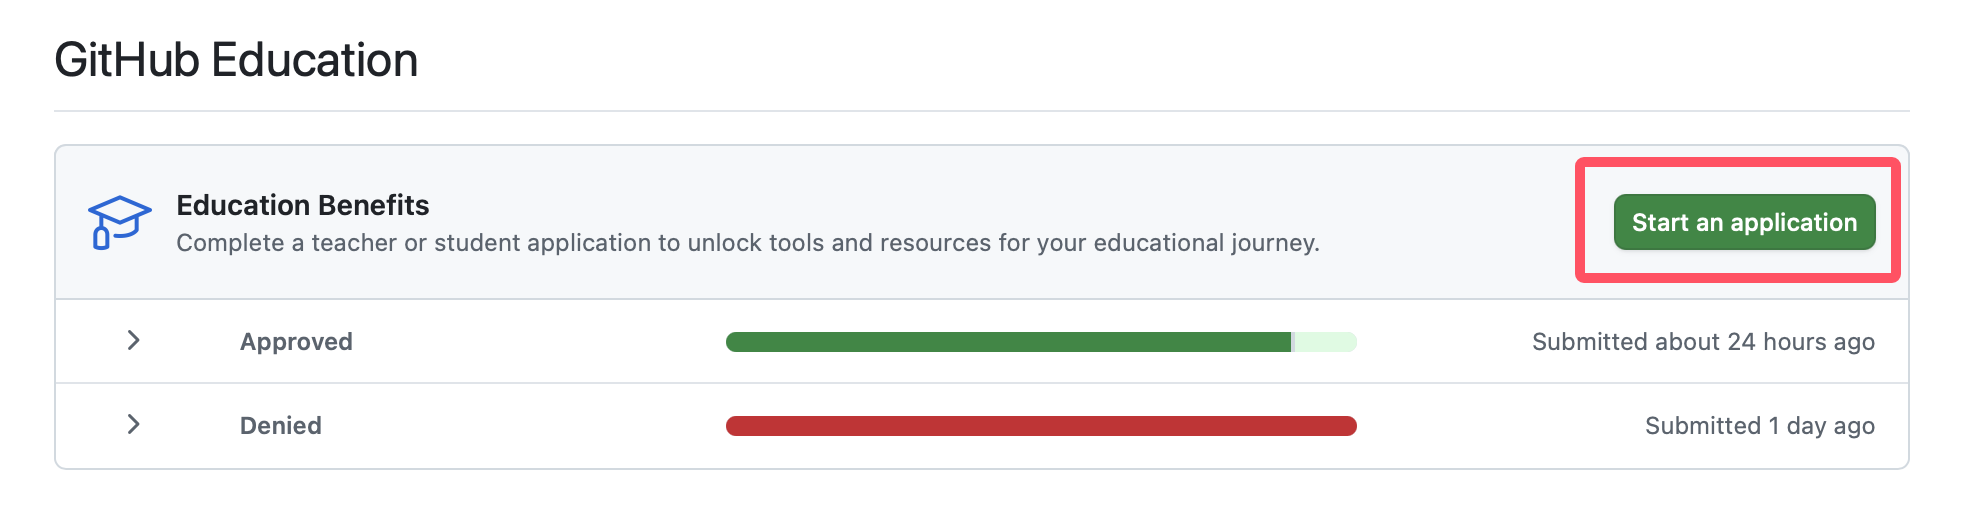 GitHub Education
Education Benefits
Complete a teacher or student application to unlock tools and resources for your educational journey.
Start an application
Approved
Submitted about 24 hours ago
Denied
Submitted 1 day ago